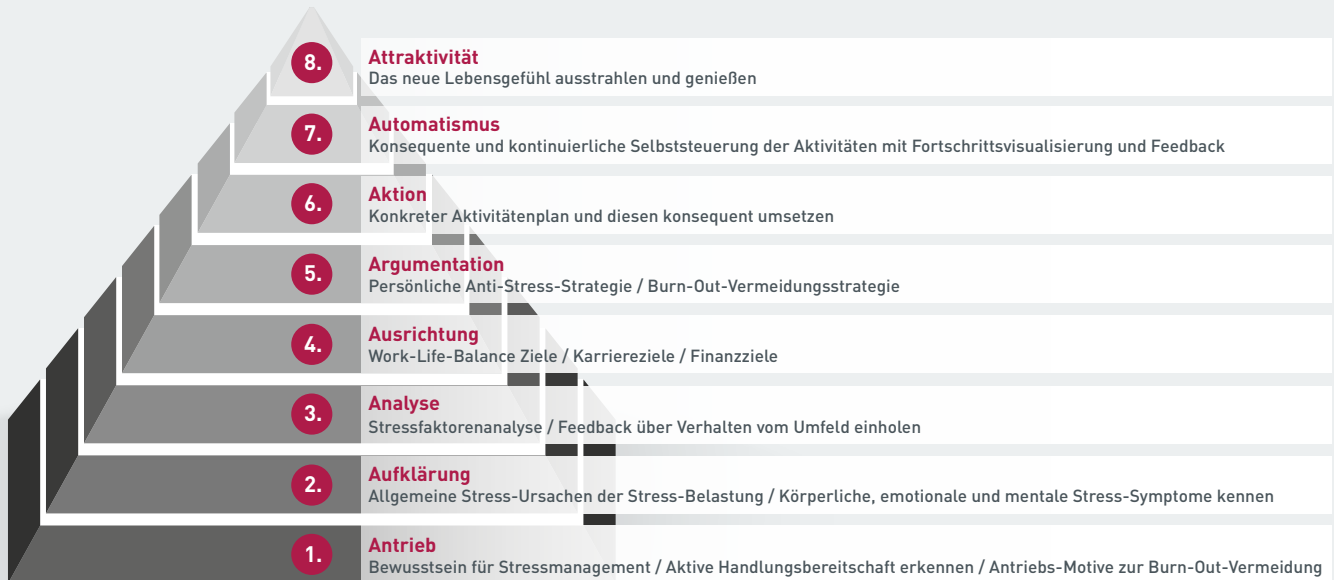 8.
Attraktivität
Das neue Lebensgefühl ausstrahlen und genießen
7.
Automatismus
Konsequente und kontinuierliche Selbststeuerung der Aktivitäten mit Fortschrittsvisualisierung und Feedback
6.
Aktion
Konkreter Aktivitätenplan und diesen konsequent umsetzen
5.
Argumentation
Persönliche Anti-Stress-Strategie / Burn-Out-Vermeidungsstrategie
4.
Ausrichtung
Work-Life-Balance Ziele / Karriereziele / Finanzziele
3.
Analyse
Stressfaktorenanalyse / Feedback über Verhalten vom Umfeld einholen
2.
Aufklärung
Allgemeine Stress-Ursachen der Stress-Belastung / Körperliche, emotionale und mentale Stress-Symptome kennen
1.
Antrieb
Bewusstsein für Stressmanagement / Aktive Handlungsbereitschaft erkennen / Antriebs-Motive zur Burn-Out-Vermeidung